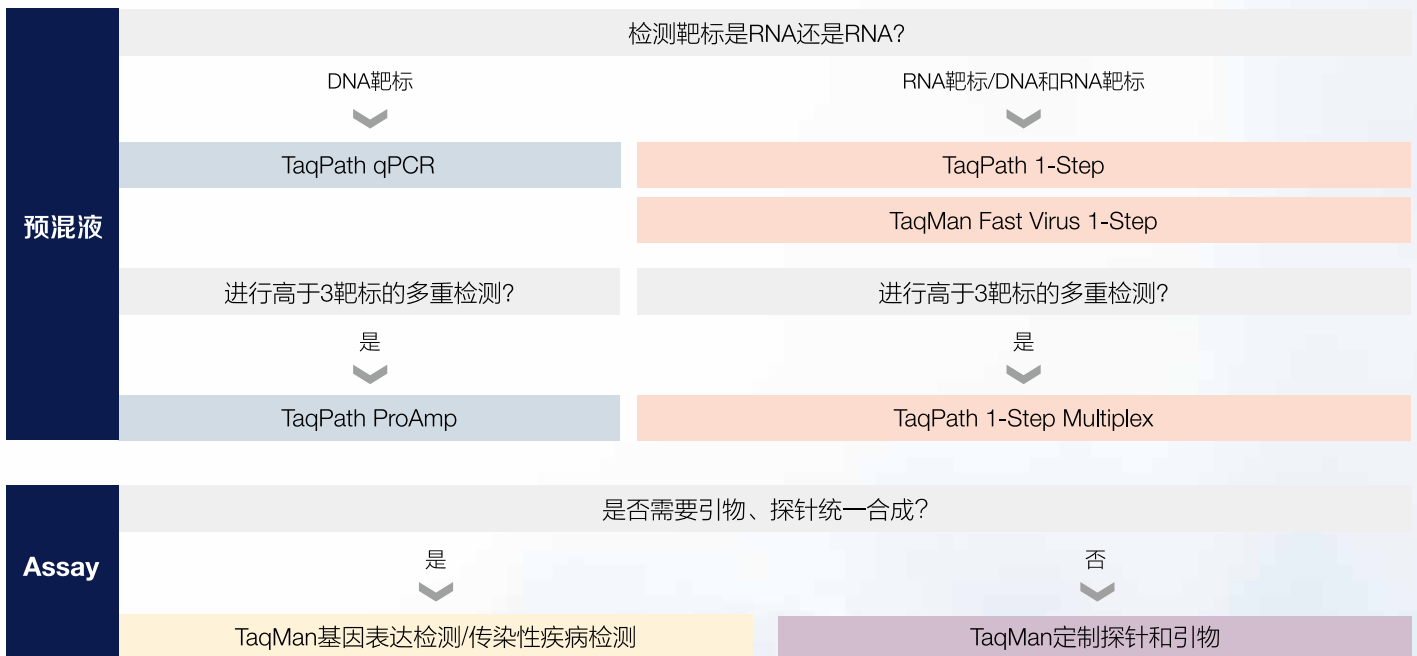 检测靶标是RNA还是RNA?
DNA靶标
RNA靶标/DNA和RNA靶标
TaqPath qPCR
TaqPath 1-Step
预混液
TaqMan Fast Virus 1-Step
进行高于3靶标的多重检测?
进行高于3靶标的多重检测?
是
是
TaqPath ProAmp
TaqPath 1-Step Multiplex
是否需要引物、探针统一合成?
Assay
是
否
TaqMan基因表达检测/传染性疾病检测
TaqMan定制探针和引物